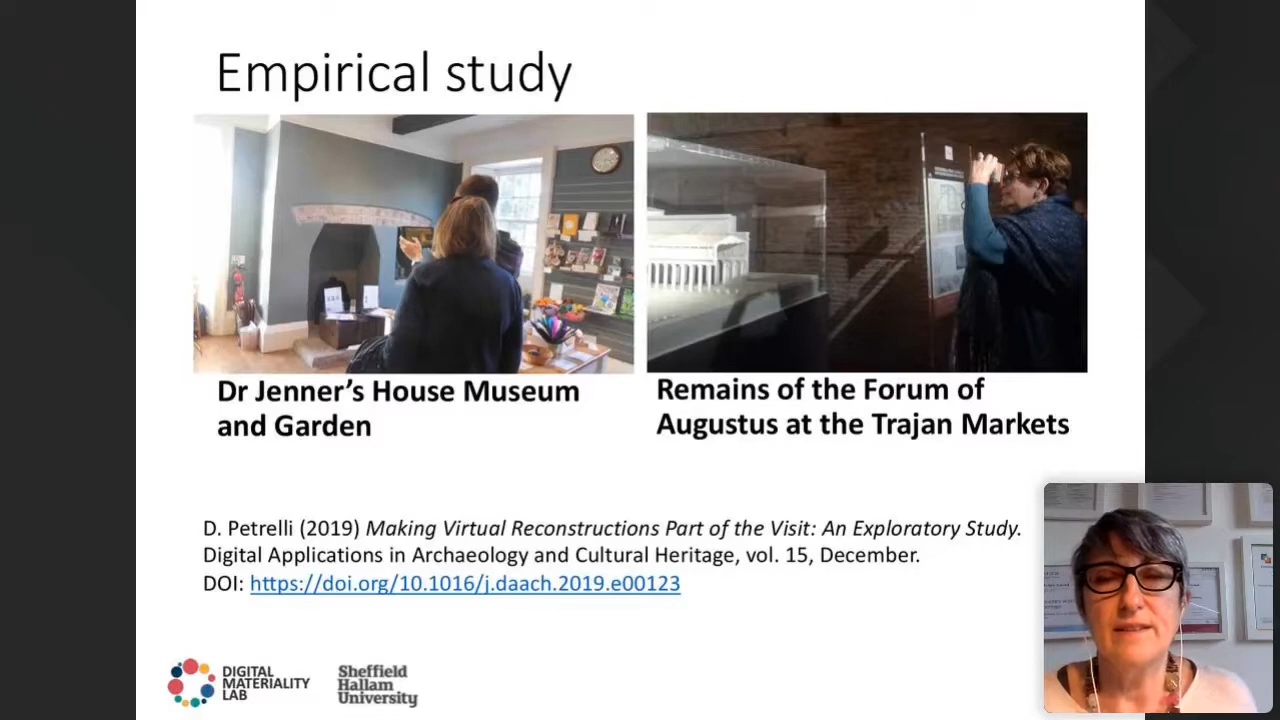 Empirical study
Dr Jenner's House Museum
and Garden
Remains of the Forum of
Augustus at the Trajan Markets
D. Petrelli (2019) Making Virtual Reconstructions Part of the Visit: An Exploratory Study.
Digital Applications in Archaeology and Cultural Heritage, vol. 15, December.
DOI: https://doi.org/10.1016/j.daach.2019.e00123
DIGITAL
MATERIALITY
LAB
Sheffield
Hallam
University